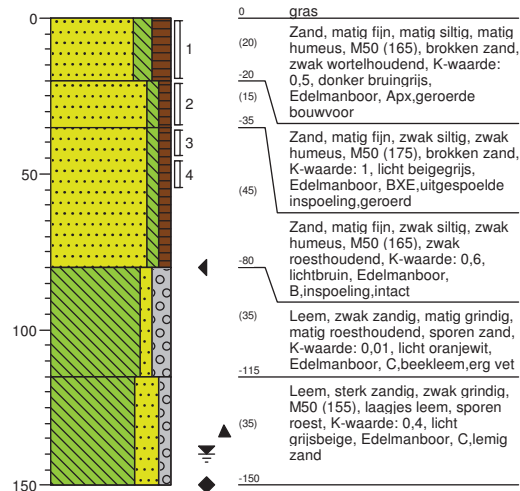 0
50
100
150
1
2
3
4
0 gras
(20)
Zand, matig fijn, matig siltig, matig
humeus, M50 (165), brokken zand,
zwak wortelhoudend, K-waarde:
0,5, donker bruingrijs,
Edelmanboor, Apx,geroerde
bouwvoor
-20
(15)
-35
Zand, matig fijn, zwak siltig, zwak
humeus, M50 (175), brokken zand,
K-waarde: 1, licht beigegrijs,
Edelmanboor, BXE,uitgespoelde
inspoeling,geroerd
(45)
Zand, matig fijn, zwak siltig, zwak
humeus, M50 (165), zwak
roesthoudend, K-waarde: 0,6,
lichtbruin, Edelmanboor,
B,inspoeling,intact
-80
(35)
Leem, zwak zandig, matig grindig,
matig roesthoudend, sporen zand,
K-waarde: 0,01, licht oranjewit,
Edelmanboor, C,beekleem,erg vet
-115
(35)
Leem, sterk zandig, zwak grindig,
M50 (155), laagjes leem, sporen
roest, K-waarde: 0,4, licht
grijsbeige, Edelmanboor, C,lemig
zand
-150